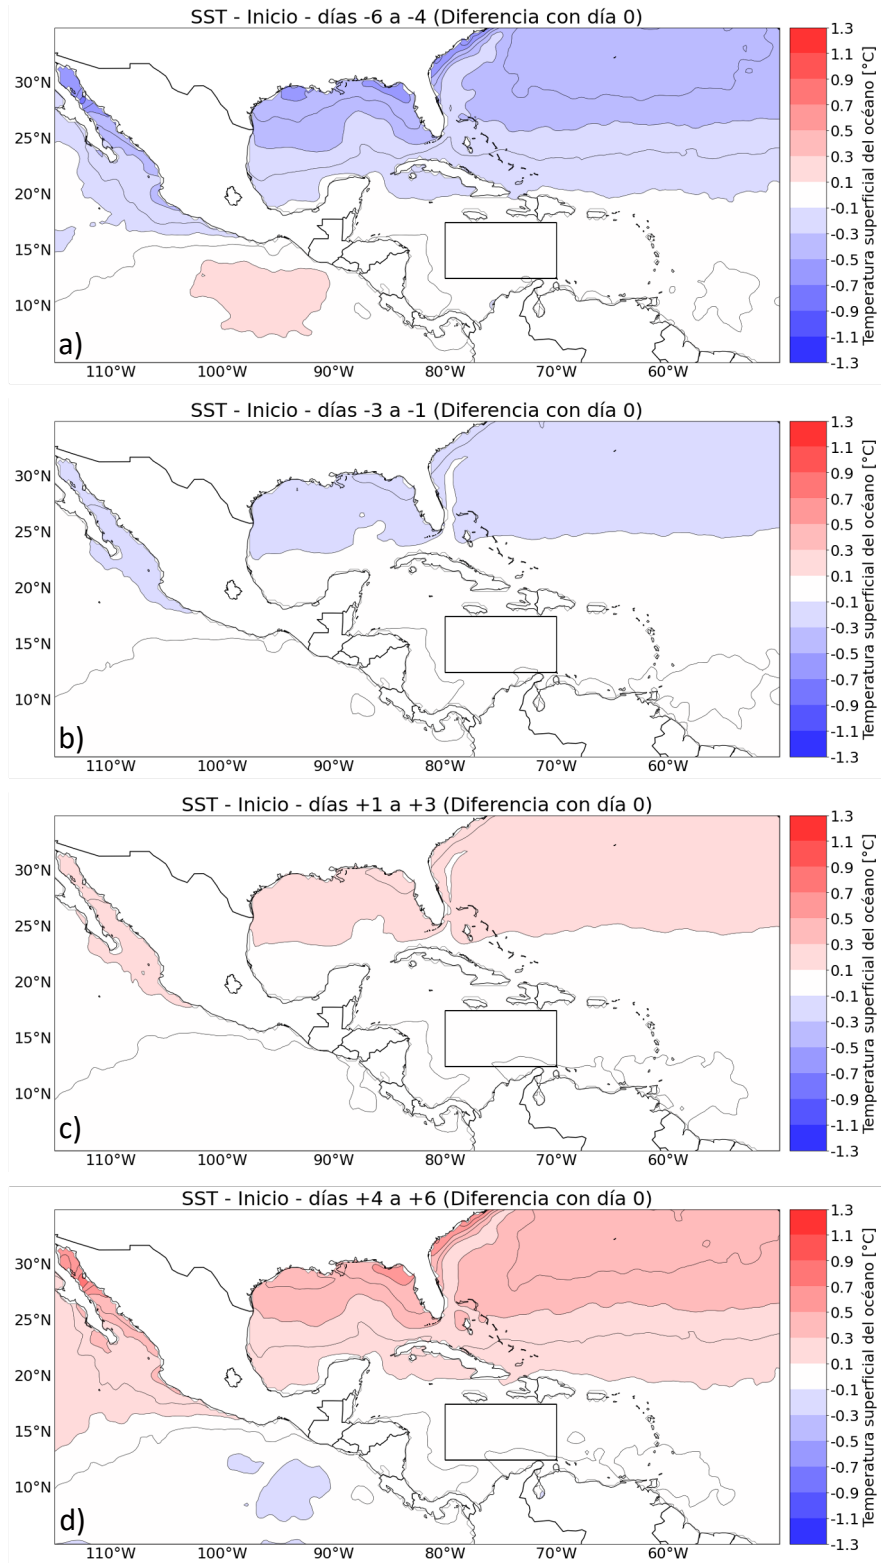 SST - Inicio - días -6 a -4 (Diferencia con día 0)
30°N
25°N
20°N
15°N
10°N
a)
110°W 100°W 90°W 80°W 70°W 60°W
1.3
1.1
0.9
0.7
0.5
0.3
0.1
-0.1
-0.3
-0.5
-0.7
-0.9
-1.1
-1.3
Temperatura superficial del océano [°C]
SST - Inicio - días -3 a -1 (Diferencia con día 0)
30°N
25°N
20°N
15°N
10°N
b)
110°W 100°W 90°W 80°W 70°W 60°W
1.3
1.1
0.9
0.7
0.5
0.3
0.1
-0.1
-0.3
-0.5
-0.7
-0.9
-1.1
-1.3
Temperatura superficial del océano [°C]
SST - Inicio - días +1 a +3 (Diferencia con día 0)
30°N
25°N
20°N
15°N
10°N
c)
110°W 100°W 90°W 80°W 70°W 60°W
1.3
1.1
0.9
0.7
0.5
0.3
0.1
-0.1
-0.3
-0.5
-0.7
-0.9
-1.1
-1.3
Temperatura superficial del océano [°C]
SST - Inicio - días +4 a +6 (Diferencia con día 0)
30°N
25°N
20°N
15°N
10°N
d)
110°W 100°W 90°W 80°W 70°W 60°W
1.3
1.1
0.9
0.7
0.5
0.3
0.1
-0.1
-0.3
-0.5
-0.7
-0.9
-1.1
-1.3
Temperatura superficial del océano [°C]